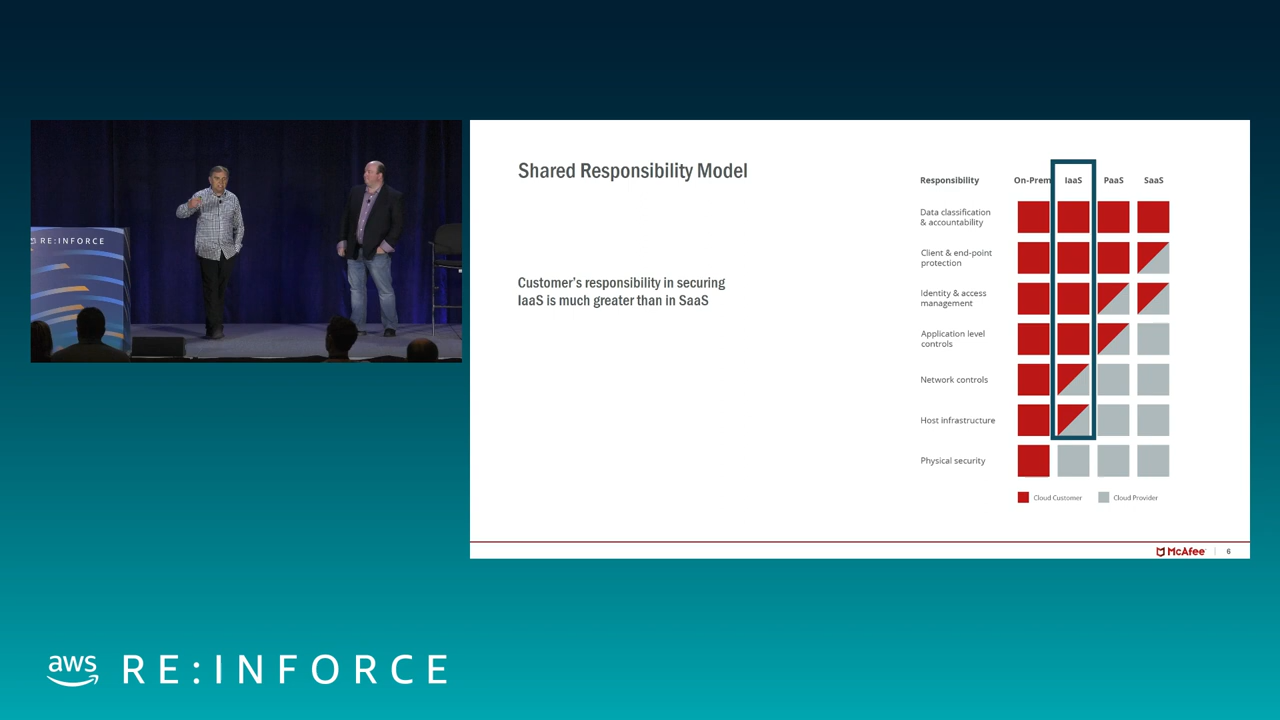 RE:INFORCE
Shared Responsibility Model
Customer's responsibility in securing
IaaS is much greater than in SaaS
Responsibility On-Prem IaaS PaaS SaaS
Data classification
& accountability
Client & end-point
protection
Identity & access
management
Application level
controls
Network controls
Host infrastructure
Physical security
Cloud Customer Cloud Provider
McAfee 6
aws RE:INFORCE